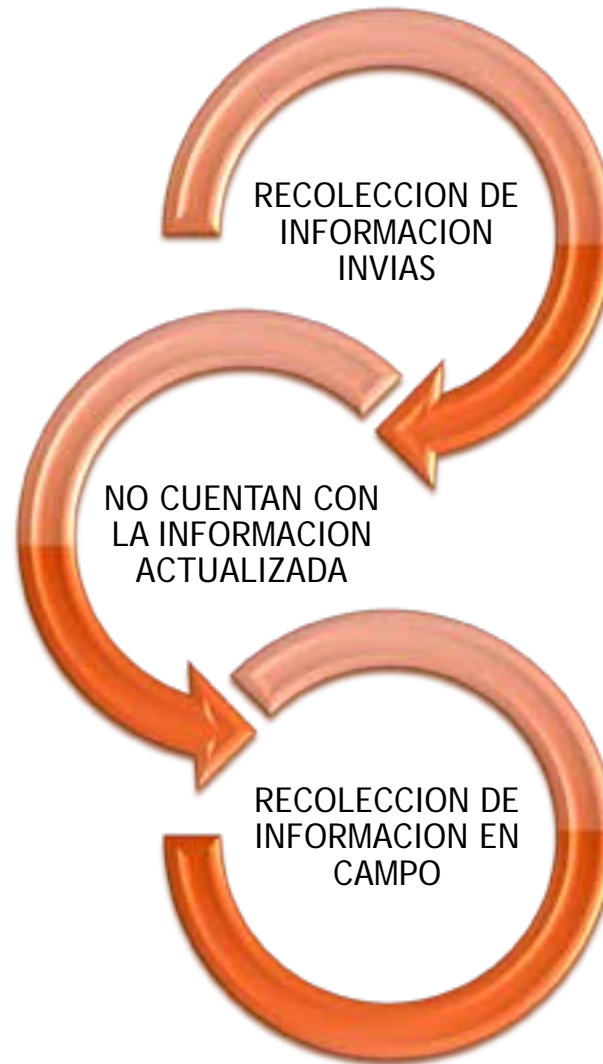 RECOLECCION DE
INFORMACION
INVIAS
NO CUENTAN CON
LA INFORMACION
ACTUALIZADA
RECOLECCION DE
INFORMACION EN
CAMPO